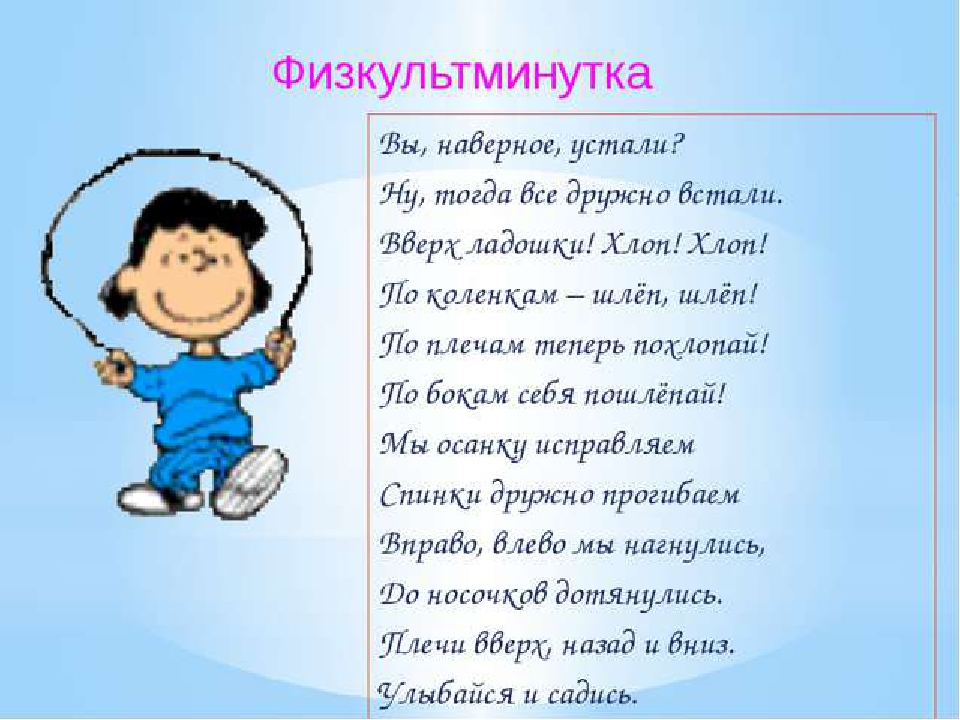 Физкультминутка
Вы, наверное, устали?
Ну, тогда все дружно встали.
Вверх ладошки! Хлоп! Хлоп!
По коленкам – шлёп, шлёп!
По плечам теперь похлопай!
По бокам себя пошлёпай!
Мы осанку исправляем
Спинки дружно прогибаем
Вправо, влево мы нагнулись,
До носочков дотянулись.
Плечи вверх, назад и вниз.
Улыбайся и садись.